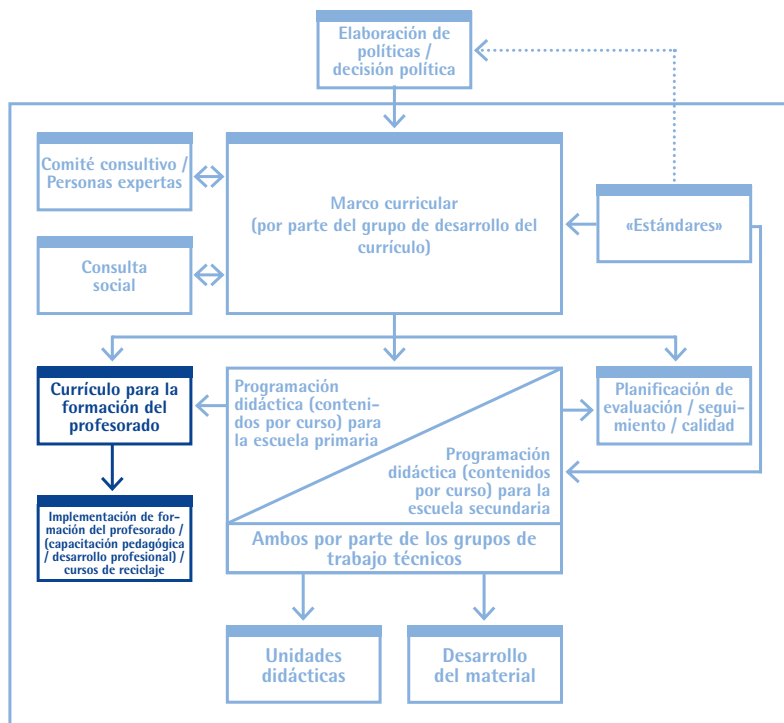 Elaboración de
políticas /
decisión política
Comité consultivo /
Personas expertas
Marco curricular
(por parte del grupo de desarrollo del
currículo)
«Estándares»
Consulta
social
Currículo para la
formación del
profesorado
Programación
didáctica (conteni-
dos por curso) para
la escuela primaria
Planificación de
evaluación / segui-
miento / calidad
Programación
didáctica (contenidos
por curso) para la
escuela secundaria
Implementación de for-
mación del profesorado /
(capacitación pedagógica
/ desarrollo profesional) /
cursos de reciclaje
Ambos por parte de los grupos de
trabajo técnicos
Unidades
didácticas
Desarrollo
del material